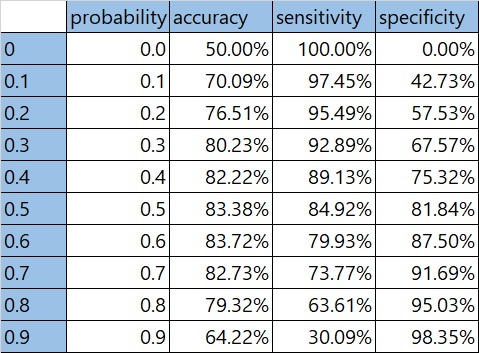 probability accuracy sensitivity specificity
0 0.0 50.00% 100.00% 0.00%
0.1 0.1 70.09% 97.45% 42.73%
0.2 0.2 76.51% 95.49% 57.53%
0.3 0.3 80.23% 92.89% 67.57%
0.4 0.4 82.22% 89.13% 75.32%
0.5 0.5 83.38% 84.92% 81.84%
0.6 0.6 83.72% 79.93% 87.50%
0.7 0.7 82.73% 73.77% 91.69%
0.8 0.8 79.32% 63.61% 95.03%
0.9 0.9 64.22% 30.09% 98.35%